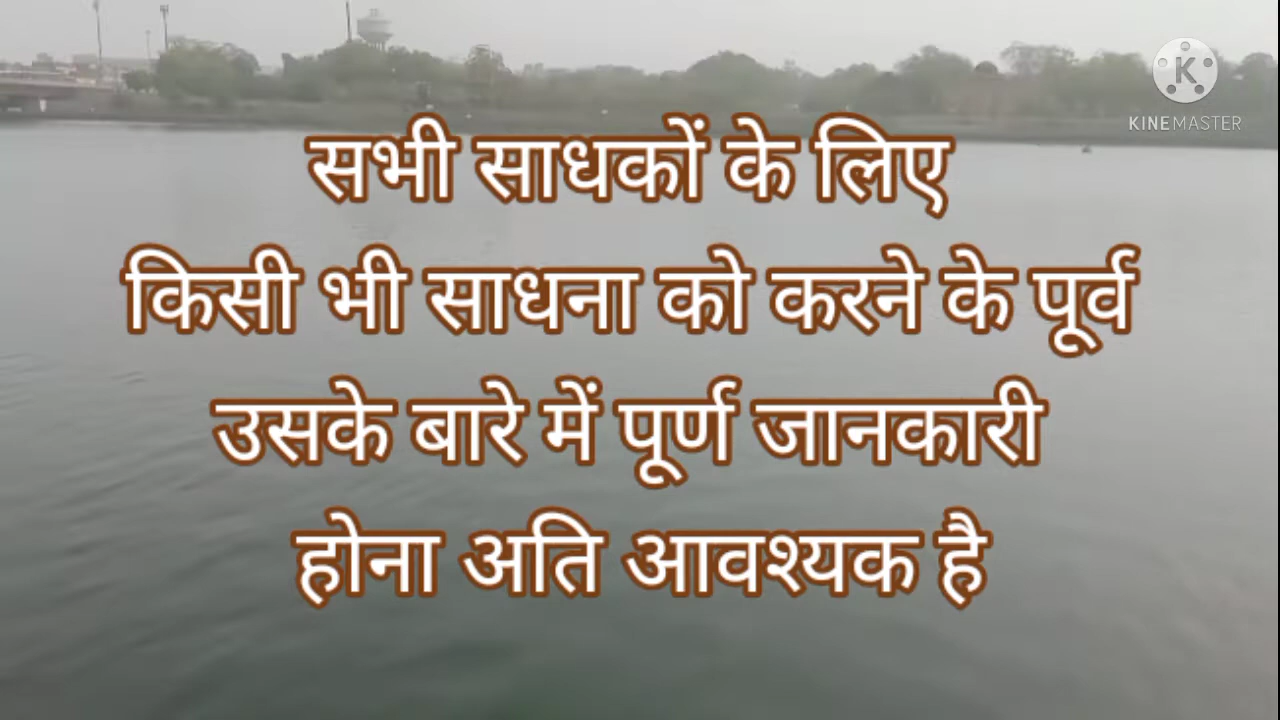 KINEMASTER
सभी साधकों के लिए
किसी भी साधना को करने के पूर्व
उसके बारे में पूर्ण जानकारी
होना अति आवश्यक है